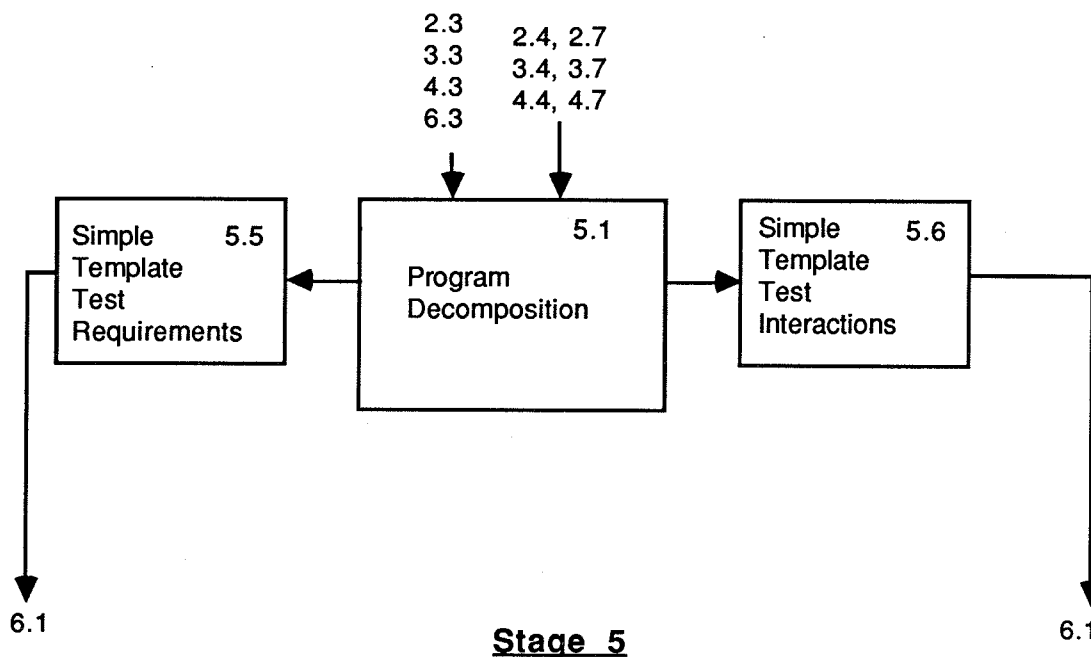 2.3
3.3
4.3
6.3
2.4, 2.7
3.4, 3.7
4.4, 4.7
Simple 5.5
Template
Test
Requirements
5.1
Program
Decomposition
Simple 5.6
Template
Test
Interactions
6.1
6.1
Stage 5